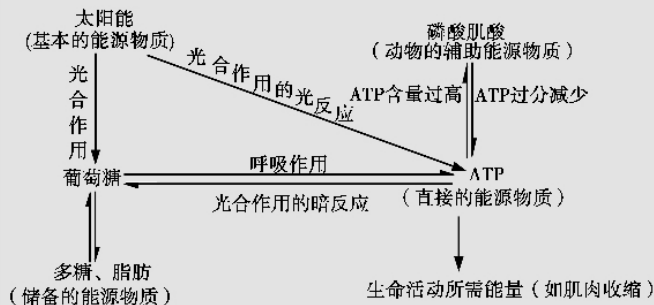 太阳能
(基本的能源物质)
磷酸肌酸
(动物的辅助能源物质)
光合作用
光合作用的光反应
ATP含量过高
ATP过分减少
葡萄糖
呼吸作用
ATP
光合作用的暗反应
(直接的能源物质)
多糖、脂肪
(储备的能源物质)
生命活动所需能量(如肌肉收缩)